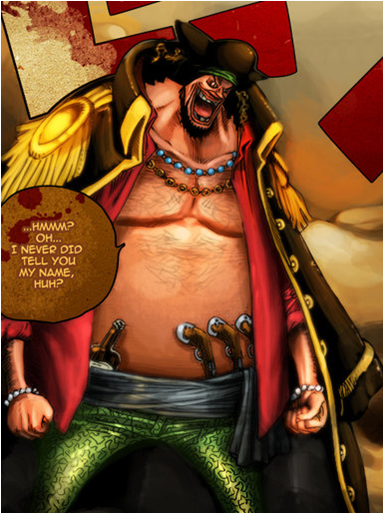 ...HMMM?
OH...
I NEVER DID
TELL YOU
MY NAME,
HUH?